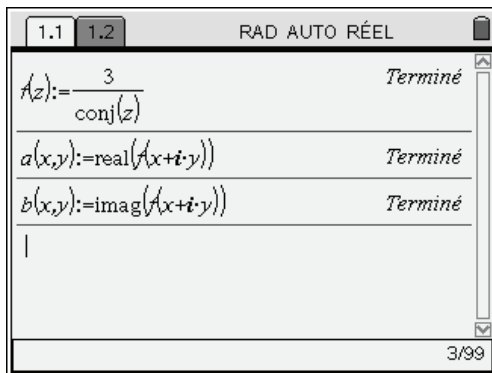 1.1 1.2 RAD AUTO RÉEL
f(z):=3/conj(z) Terminé
a(x,y):=real(f(x+i·y)) Terminé
b(x,y):=imag(f(x+i·y)) Terminé
3/99